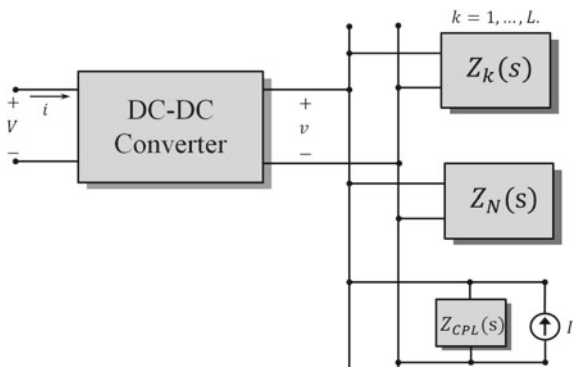 k = 1, ..., L.
Z_k(s)
+
i
V
−
DC-DC
Converter
+
v
−
Z_N(s)
Z_CPL(s)
I